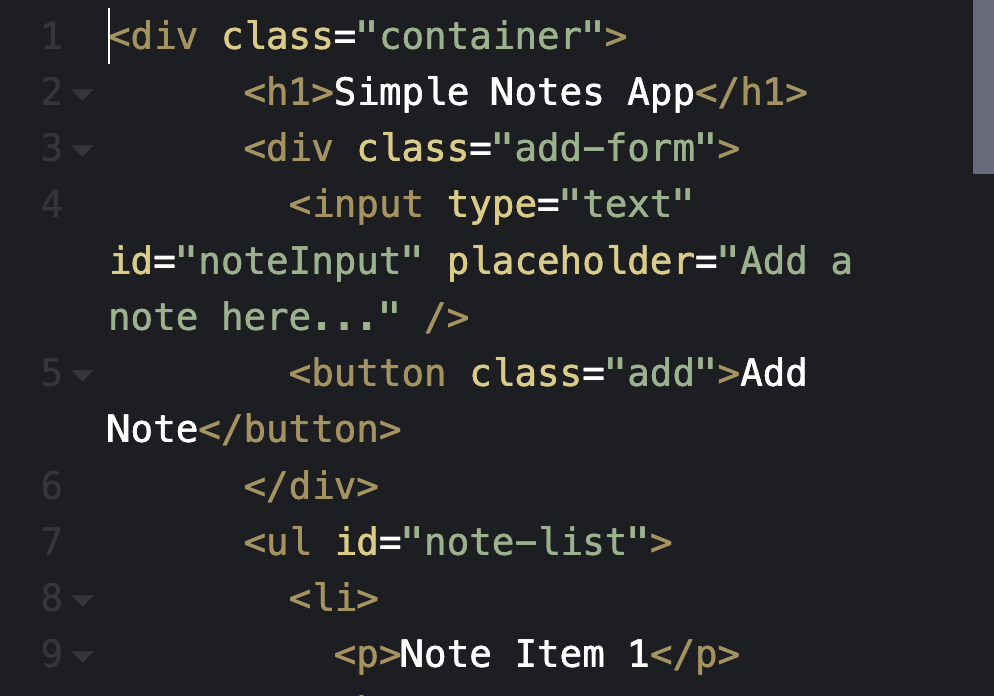 1 <div class="container">
2 <h1>Simple Notes App</h1>
3 <div class="add-form">
4 <input type="text"
id="noteInput" placeholder="Add a
note here..." />
5 <button class="add">Add
Note</button>
6 </div>
7 <ul id="note-list">
8 <li>
9 <p>Note Item 1</p>